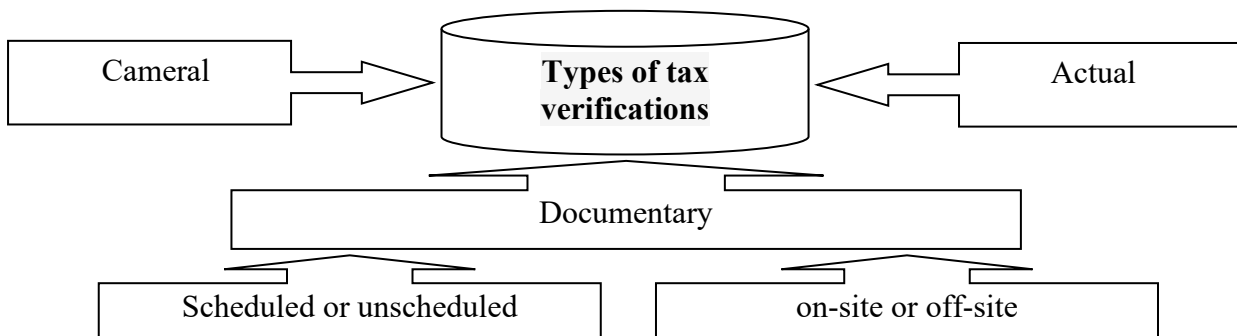 Cameral
Types of tax
verifications
Actual
Documentary
Scheduled or unscheduled
on-site or off-site